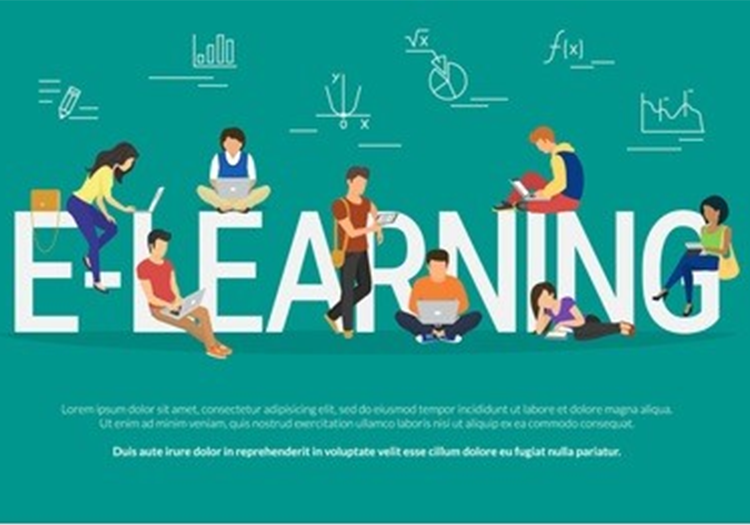 √x
f(x)
y
0 x
E-LEARNING
Lorem ipsum dolor sit amet, consectetur adipisicing elit, sed do eiusmod tempor incididunt ut labore et dolore magna aliqua.
Ut enim ad minim veniam, quis nostrud exercitation ullamco laboris nisi ut aliquip ex ea commodo consequat.
Duis aute irure dolor in reprehenderit in voluptate velit esse cillum dolore eu fugiat nulla pariatur.